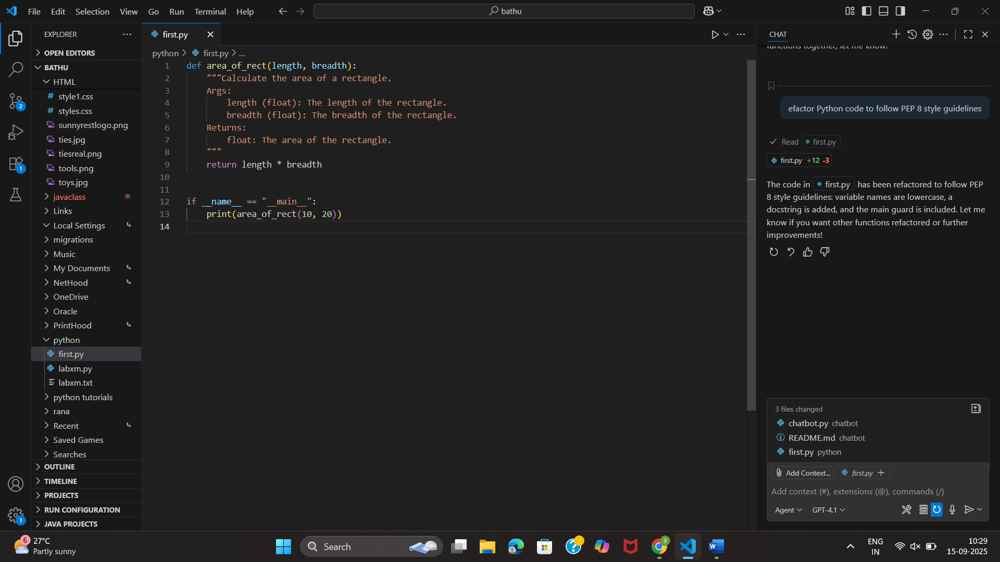 File Edit Selection View Go Run Terminal Help
bathu
EXPLORER
OPEN EDITORS
BATHU
HTML
style1.css
styles.css
sunnyrestlogo.png
ties.jpg
tiesreal.png
tools.png
toys.jpg
javaclass
Links
Local Settings
migrations
Music
My Documents
NetHood
OneDrive
Oracle
PrintHood
python
first.py
labxm.py
labxm.txt
python tutorials
rana
Recent
Saved Games
Searches
OUTLINE
TIMELINE
PROJECTS
RUN CONFIGURATION
JAVA PROJECTS
2
1
1
first.py
python > first.py > ...
1 def area_of_rect(length, breadth):
2 """Calculate the area of a rectangle.
3 Args:
4 length (float): The length of the rectangle.
5 breadth (float): The breadth of the rectangle.
6 Returns:
7 float: The area of the rectangle.
8 """
9 return length * breadth
10
11
12 if __name__ == "__main__":
13 print(area_of_rect(10, 20))
14
CHAT
functions together, let me know!
efactor Python code to follow PEP 8 style guidelines
Read first.py
first.py +12 -3
The code in first.py has been refactored to follow PEP
8 style guidelines: variable names are lowercase, a
docstring is added, and the main guard is included. Let me
know if you want other functions refactored or further
improvements!
3 files changed
chatbot.py chatbot
README.md chatbot
first.py python
Add Context... first.py
Add context (#), extensions (@), commands (/)
Agent GPT-4.1
6
27°C
Partly sunny
Search
9
ENG
IN
10:29
15-09-2025